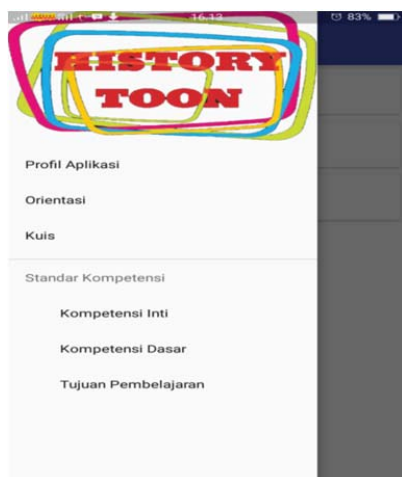 16.13 83%
HISTORY
TOON
Profil Aplikasi
Orientasi
Kuis
Standar Kompetensi
Kompetensi Inti
Kompetensi Dasar
Tujuan Pembelajaran